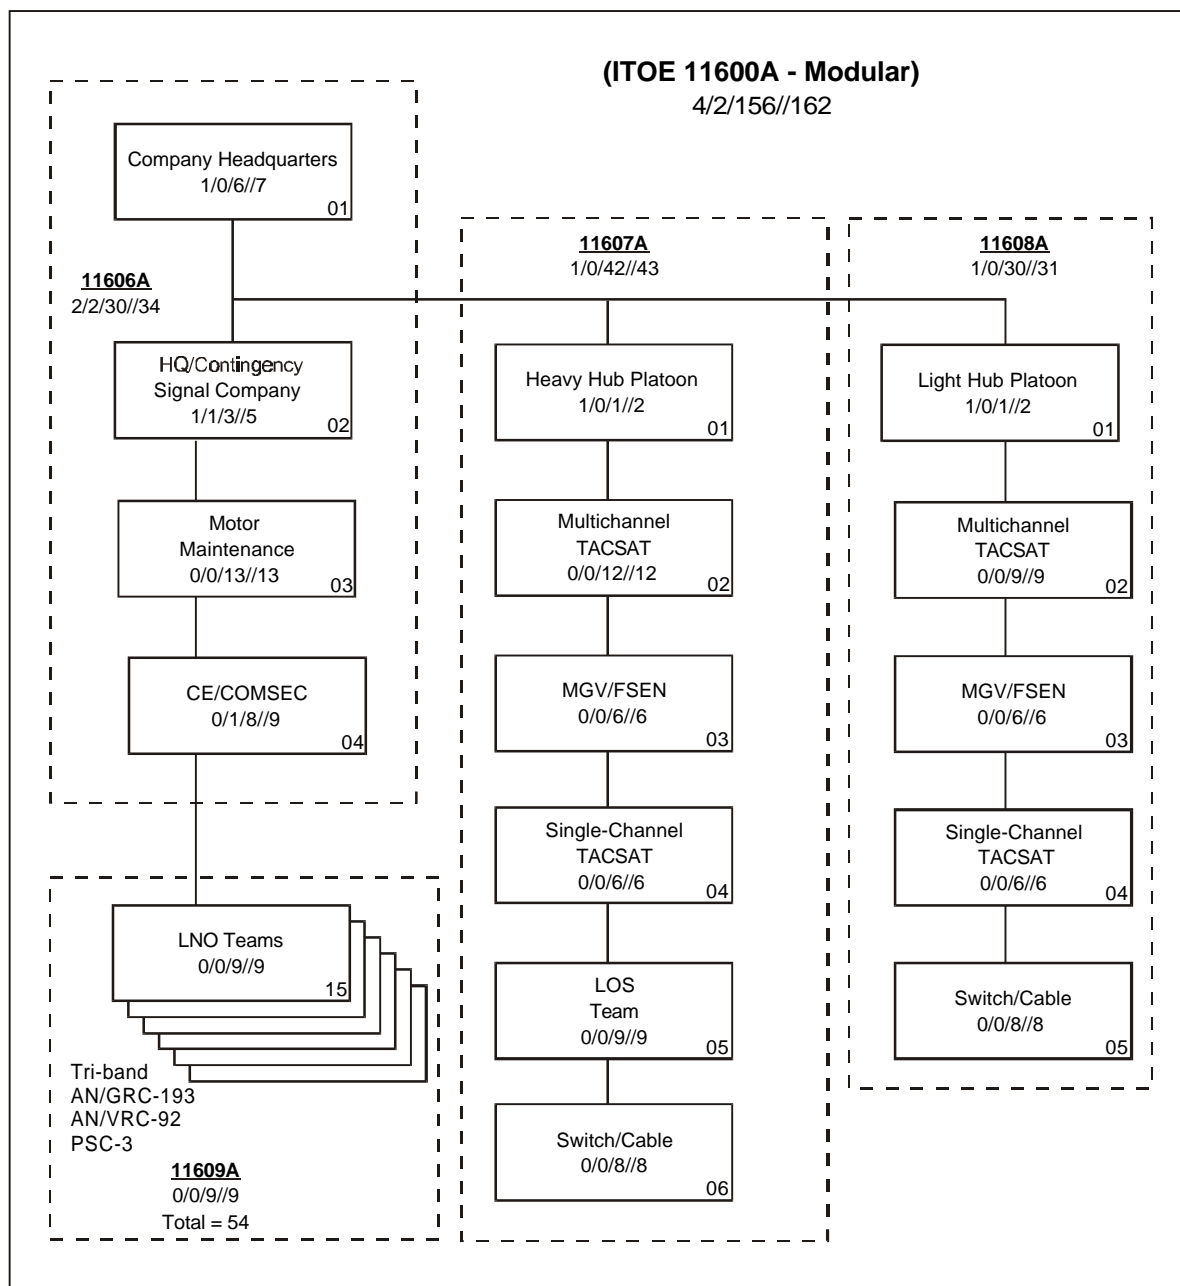 (ITOE 11600A - Modular)
4/2/156//162
Company Headquarters
1/0/6//7
01
11606A
2/2/30//34
HQ/Contingency
Signal Company
1/1/3//5
02
Motor
Maintenance
0/0/13//13
03
CE/COMSEC
0/1/8//9
04
LNO Teams
0/0/9//9
15
Tri-band
AN/GRC-193
AN/VRC-92
PSC-3
11609A
0/0/9//9
Total = 54
11607A
1/0/42//43
Heavy Hub Platoon
1/0/1//2
01
Multichannel
TACSAT
0/0/12//12
02
MGV/FSEN
0/0/6//6
03
Single-Channel
TACSAT
0/0/6//6
04
LOS
Team
0/0/9//9
05
Switch/Cable
0/0/8//8
06
11608A
1/0/30//31
Light Hub Platoon
1/0/1//2
01
Multichannel
TACSAT
0/0/9//9
02
MGV/FSEN
0/0/6//6
03
Single-Channel
TACSAT
0/0/6//6
04
Switch/Cable
0/0/8//8
05